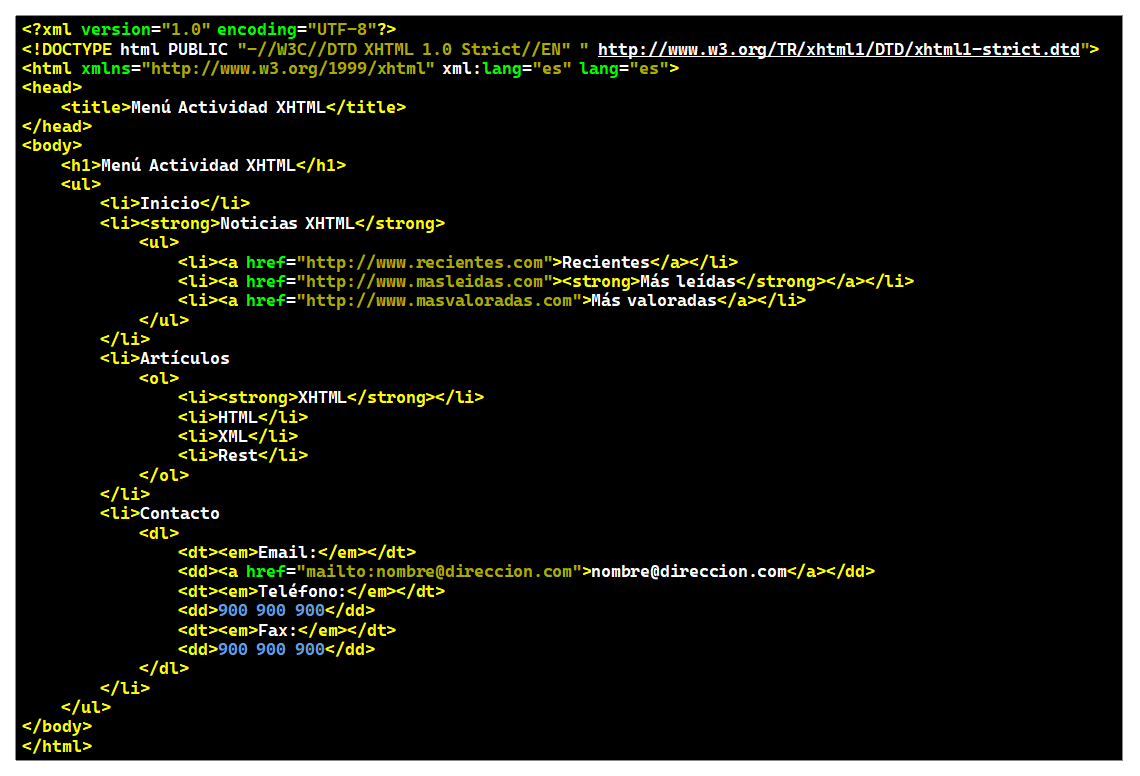 <?xml version="1.0" encoding="UTF-8"?>
<!DOCTYPE html PUBLIC "-//W3C//DTD XHTML 1.0 Strict//EN" " http://www.w3.org/TR/xhtml1/DTD/xhtml1-strict.dtd">
<html xmlns="http://www.w3.org/1999/xhtml" xml:lang="es" lang="es">
<head>
    <title>Menú Actividad XHTML</title>
</head>
<body>
    <h1>Menú Actividad XHTML</h1>
    <ul>
        <li>Inicio</li>
        <li><strong>Noticias XHTML</strong>
            <ul>
                <li><a href="http://www.recientes.com">Recientes</a></li>
                <li><a href="http://www.masleidas.com"><strong>Más leídas</strong></a></li>
                <li><a href="http://www.masvaloradas.com">Más valoradas</a></li>
            </ul>
        </li>
        <li>Artículos
            <ol>
                <li><strong>XHTML</strong></li>
                <li>HTML</li>
                <li>XML</li>
                <li>Rest</li>
            </ol>
        </li>
        <li>Contacto
            <dl>
                <dt><em>Email:</em></dt>
                <dd><a href="mailto:nombre@direccion.com">nombre@direccion.com</a></dd>
                <dt><em>Teléfono:</em></dt>
                <dd>900 900 900</dd>
                <dt><em>Fax:</em></dt>
                <dd>900 900 900</dd>
            </dl>
        </li>
    </ul>
</body>
</html>